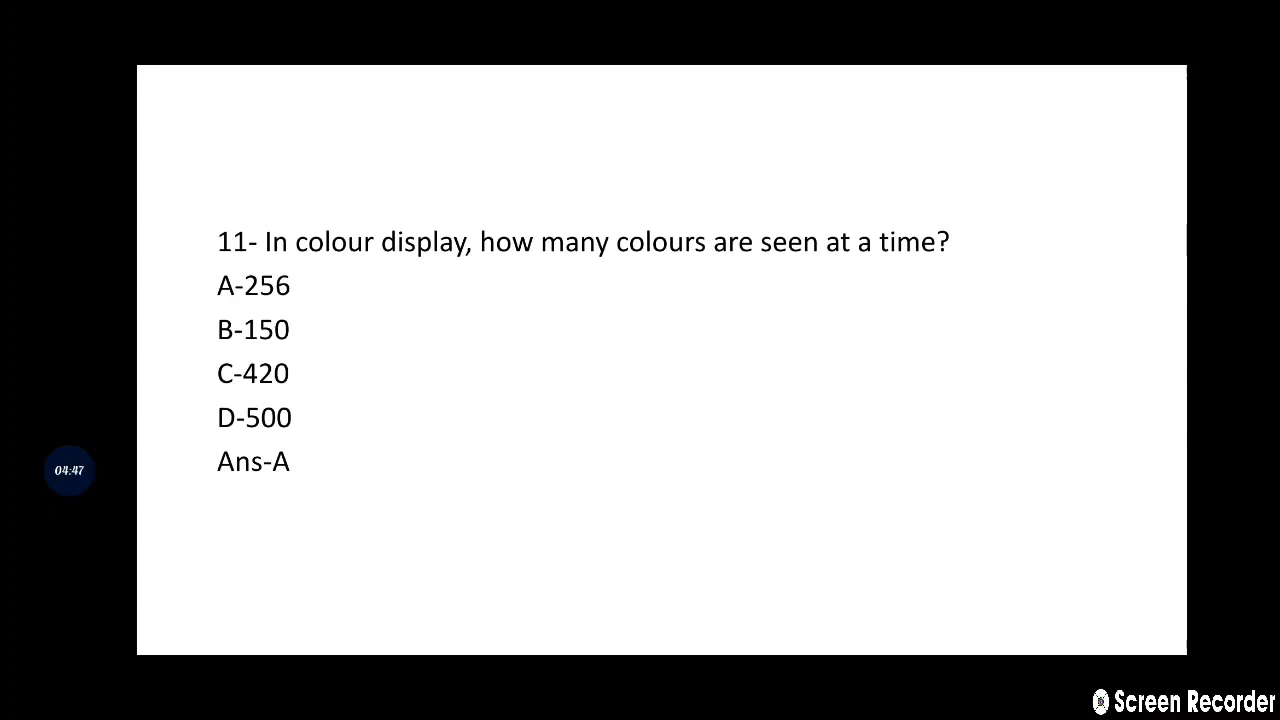 11- In colour display, how many colours are seen at a time?
A-256
B-150
C-420
D-500
Ans-A
04:47
Screen Recorder